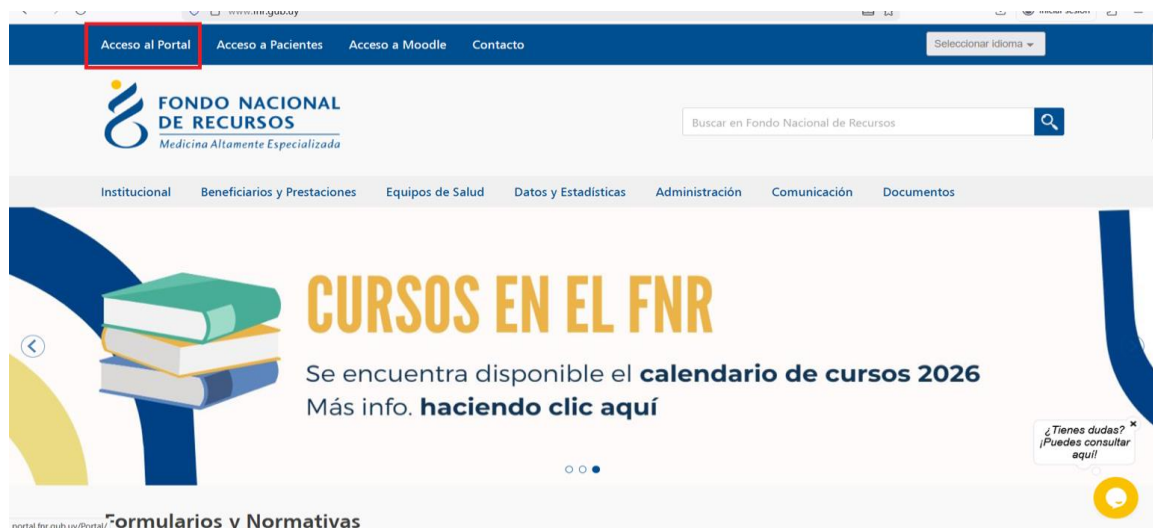 www.fnr.gub.uy
Acceso al Portal Acceso a Pacientes Acceso a Moodle Contacto Seleccionar idioma
FONDO NACIONAL
DE RECURSOS
Medicina Altamente Especializada
Buscar en Fondo Nacional de Recursos
Institucional Beneficiarios y Prestaciones Equipos de Salud Datos y Estadísticas Administración Comunicación Documentos
CURSOS EN EL FNR
Se encuentra disponible el calendario de cursos 2026
Más info. haciendo clic aquí
¿Tienes dudas? ×
¡Puedes consultar
aquí!
Formularios y Normativas
portal.fnr.gub.uy/Portal/